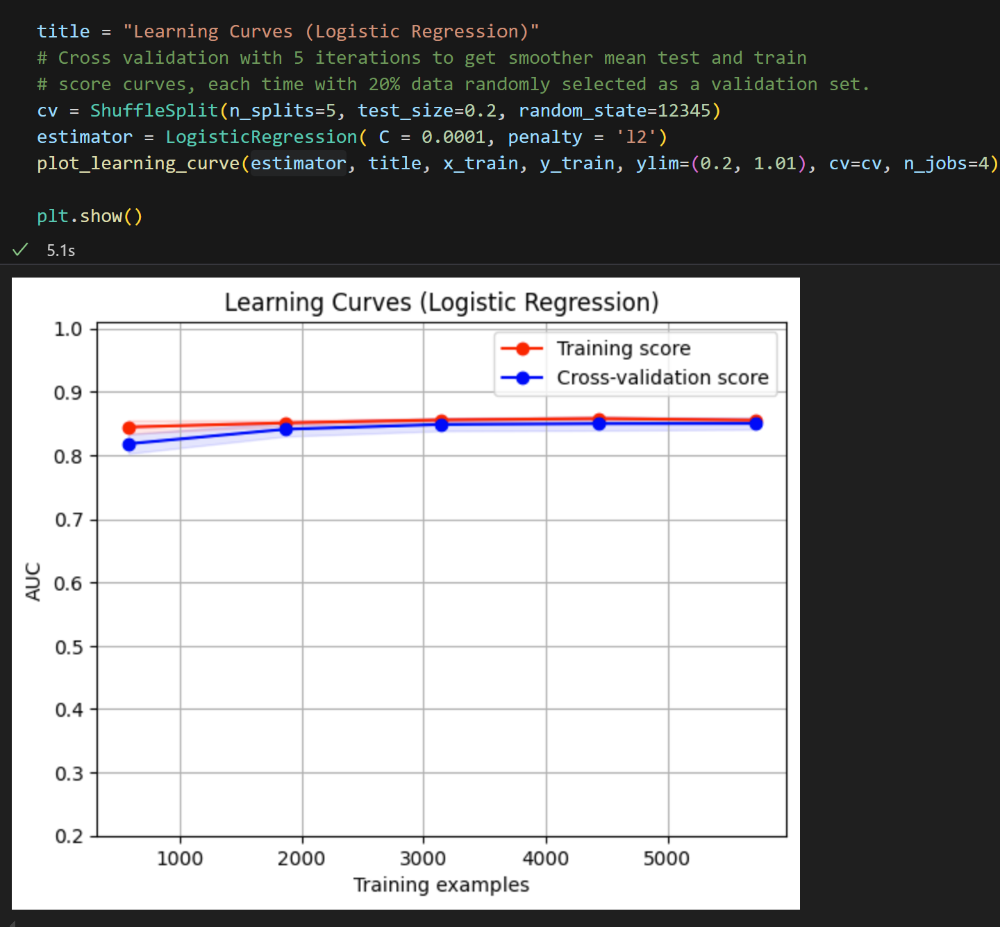 title = "Learning Curves (Logistic Regression)"
# Cross validation with 5 iterations to get smoother mean test and train
# score curves, each time with 20% data randomly selected as a validation set.
cv = ShuffleSplit(n_splits=5, test_size=0.2, random_state=12345)
estimator = LogisticRegression( C = 0.0001, penalty = 'l2')
plot_learning_curve(estimator, title, x_train, y_train, ylim=(0.2, 1.01), cv=cv, n_jobs=4)
plt.show()
5.1s
Learning Curves (Logistic Regression)
Training score
Cross-validation score
1.0
0.9
0.8
0.7
0.6
0.5
0.4
0.3
0.2
AUC
1000 2000 3000 4000 5000
Training examples